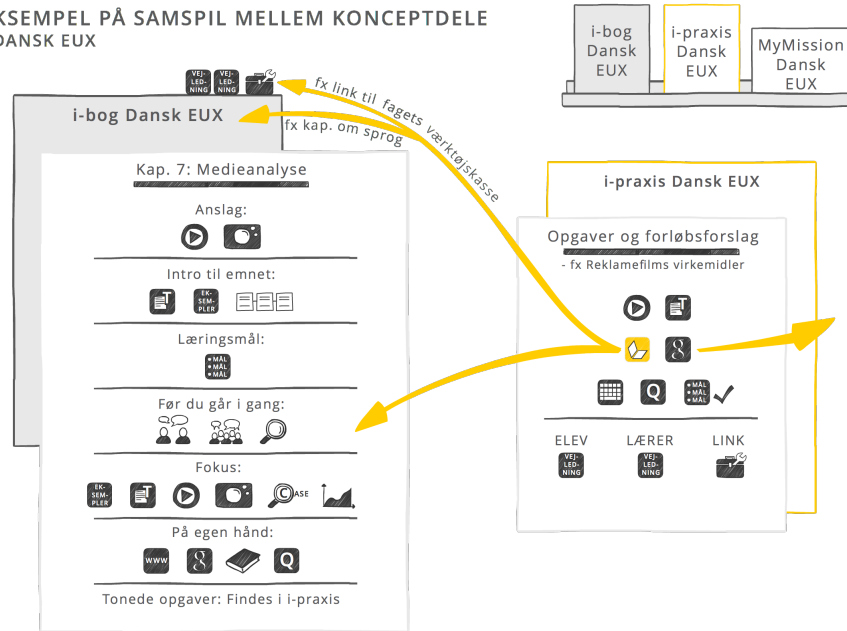 KSEMPEL PÅ SAMSPIL MELLEM KONCEPTDELE
DANSK EUX
i-bog
Dansk
EUX
i-praxis
Dansk
EUX
MyMission
Dansk
EUX
VEJ-
LED-
NING
VEJ-
LED-
NING
fx link til fagets værktøjskasse
fx kap. om sprog
i-bog Dansk EUX
Kap. 7: Medieanalyse
Anslag:
Intro til emnet:
T
EK-
SEM-
PLER
Læringsmål:
MÅL
MÅL
MÅL
Før du går i gang:
Fokus:
EK-
SEM-
PLER
T
CASE
På egen hånd:
www
g
Q
Tonede opgaver: Findes i i-praxis
i-praxis Dansk EUX
Opgaver og forløbsforslag
- fx Reklamefilms virkemidler
T
g
Q
MÅL
MÅL
MÅL
ELEV
LÆRER
LINK
VEJ-
LED-
NING
VEJ-
LED-
NING